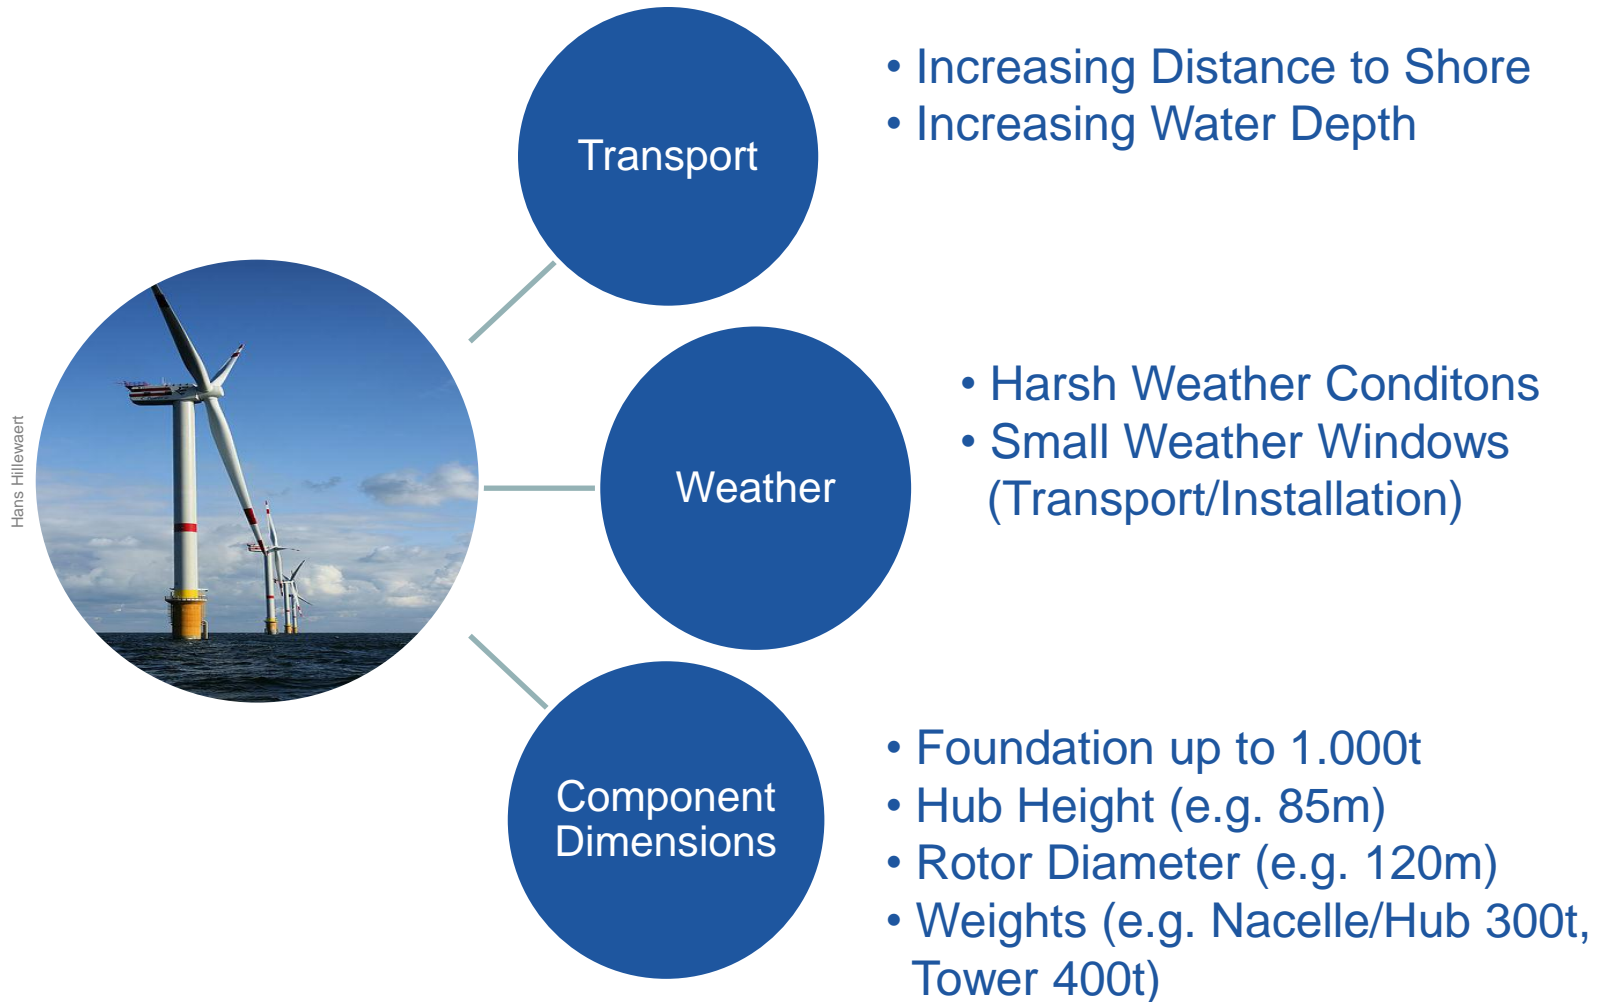 Transport
• Increasing Distance to Shore
• Increasing Water Depth
Hans Hillewaert
Weather
• Harsh Weather Conditons
• Small Weather Windows
(Transport/Installation)
Component
Dimensions
• Foundation up to 1.000t
• Hub Height (e.g. 85m)
• Rotor Diameter (e.g. 120m)
• Weights (e.g. Nacelle/Hub 300t,
Tower 400t)